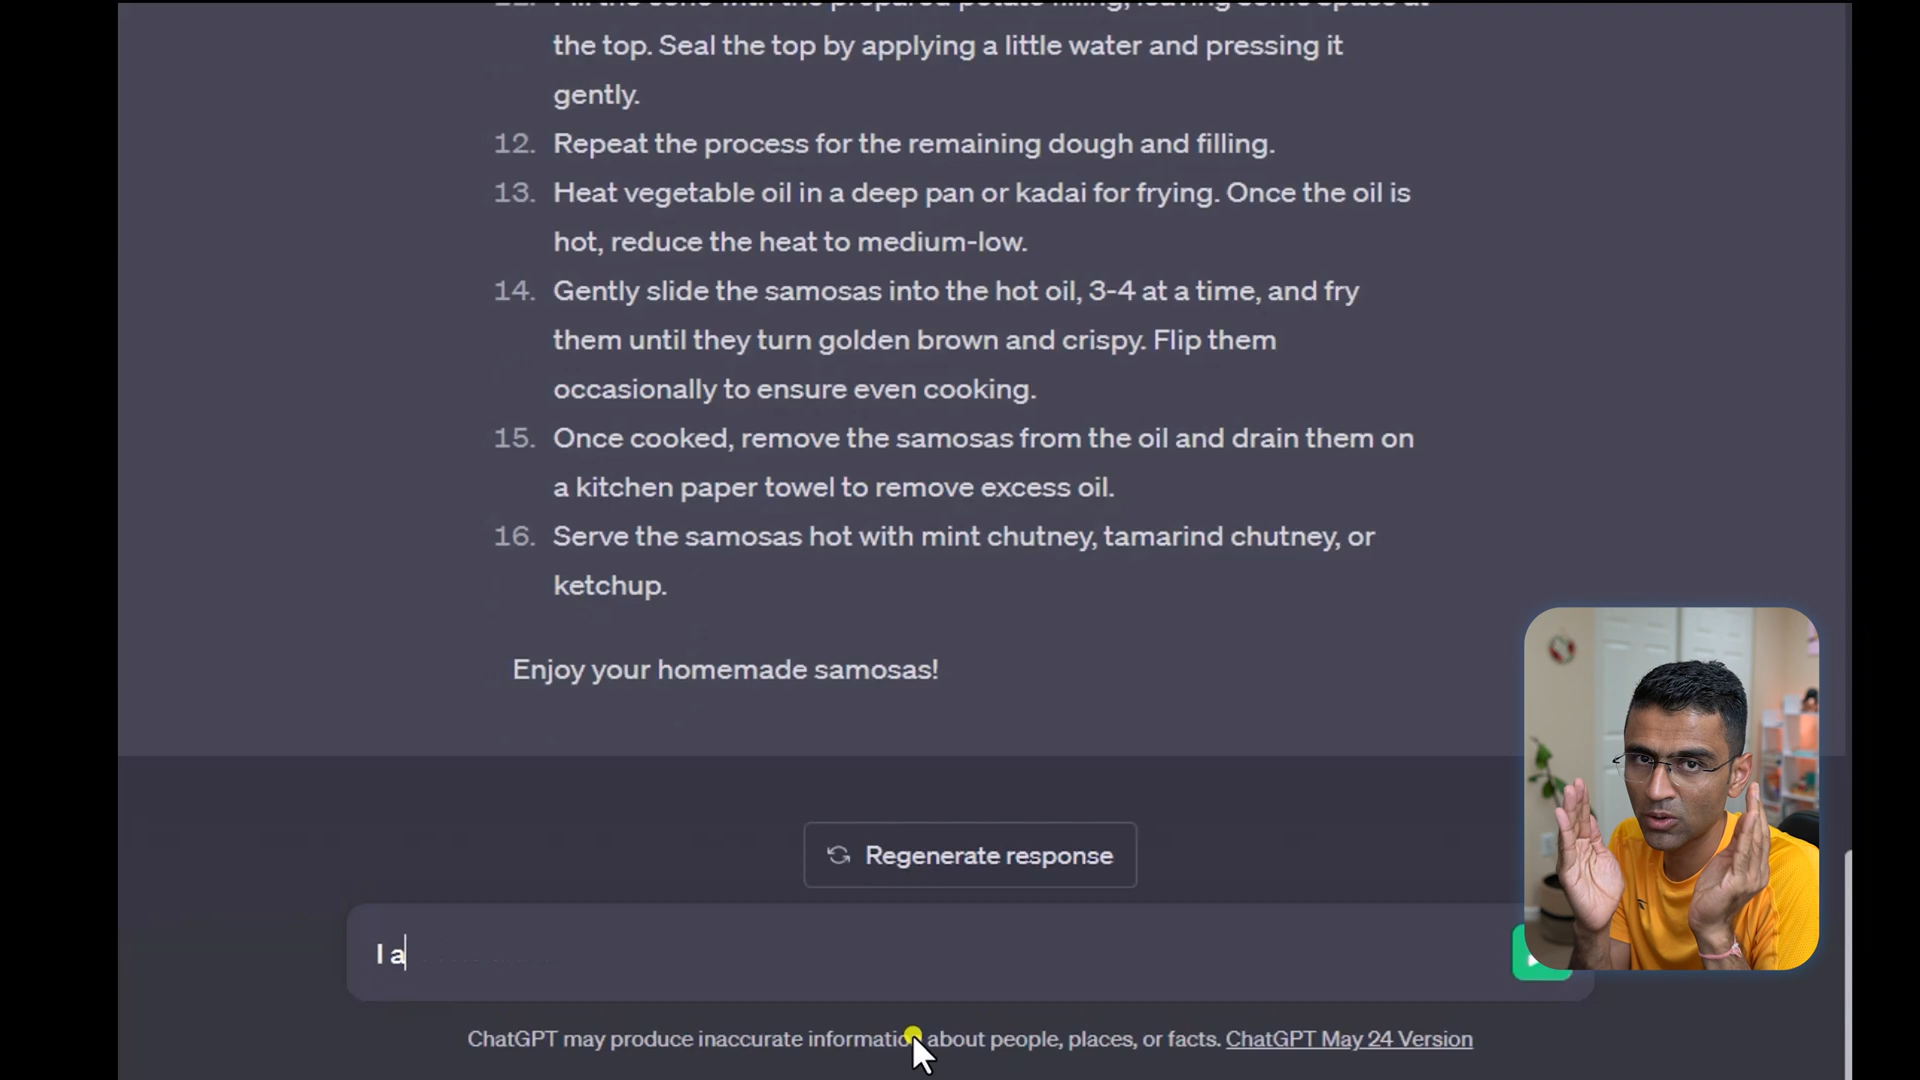 the top. Seal the top by applying a little water and pressing it
gently.
12. Repeat the process for the remaining dough and filling.
13. Heat vegetable oil in a deep pan or kadai for frying. Once the oil is
hot, reduce the heat to medium-low.
14. Gently slide the samosas into the hot oil, 3-4 at a time, and fry
them until they turn golden brown and crispy. Flip them
occasionally to ensure even cooking.
15. Once cooked, remove the samosas from the oil and drain them on
a kitchen paper towel to remove excess oil.
16. Serve the samosas hot with mint chutney, tamarind chutney, or
ketchup.
Enjoy your homemade samosas!
Regenerate response
I a
ChatGPT may produce inaccurate information about people, places, or facts. ChatGPT May 24 Version